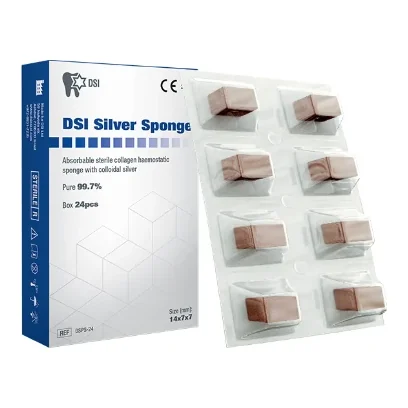 DSI
CE
DSI Silver Sponge
Absorbable sterile collagen haemostatic
sponge with colloidal silver
Pure 99.7%
Box 24pcs
Size (mm):
14x7x7
REF
STERILE R